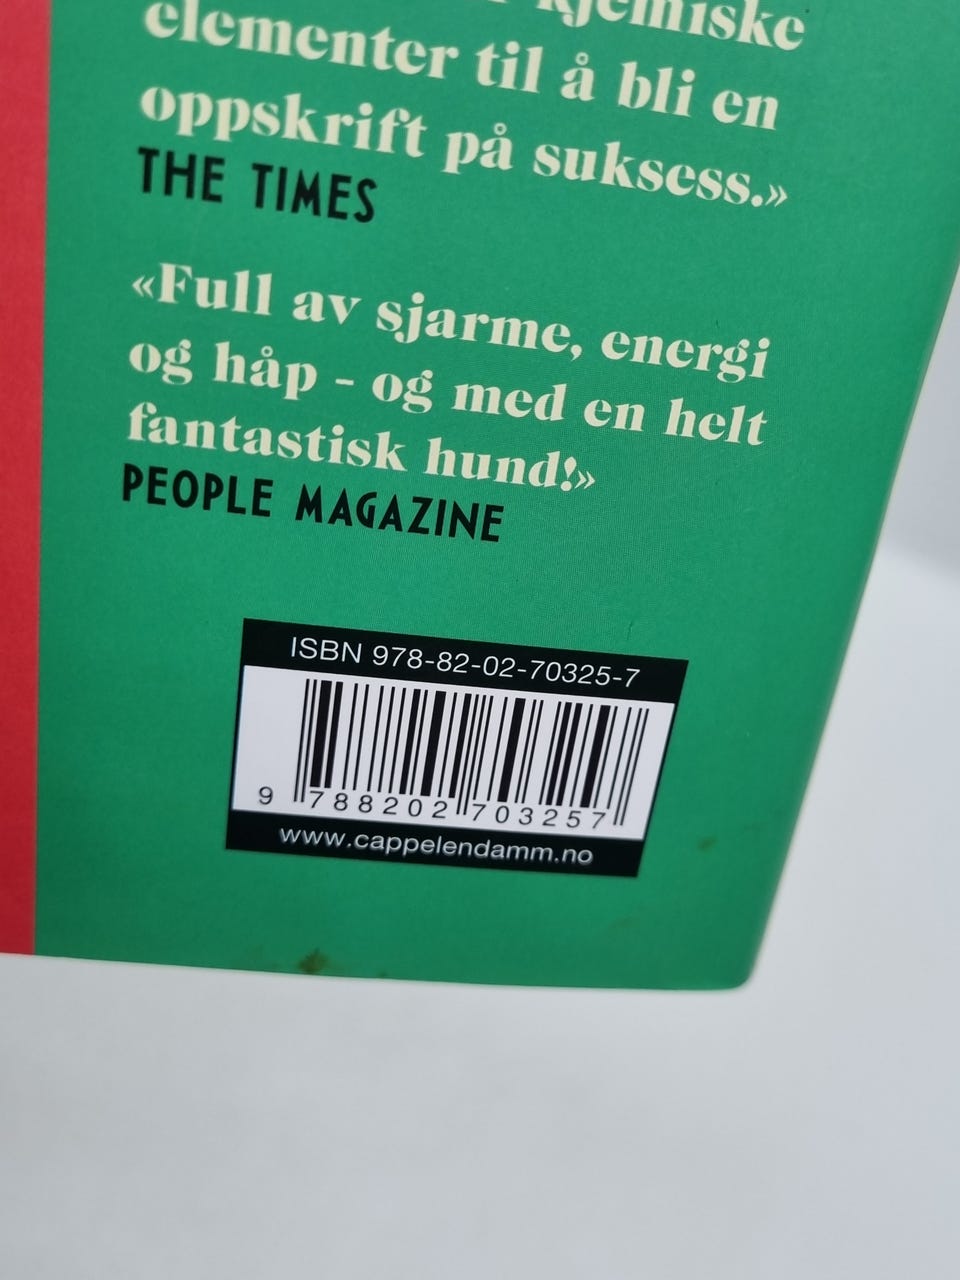 kjemiske
elementer til å bli en
oppskrift på suksess.»
THE TIMES
«Full av sjarme, energi
og håp - og med en helt
fantastisk hund!»
PEOPLE MAGAZINE
ISBN 978-82-02-70325-7
9 788202 703257
www.cappelendamm.no